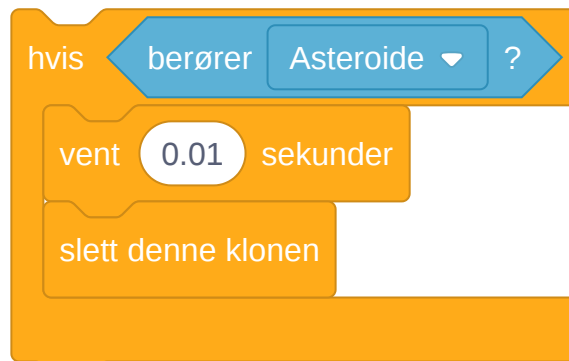 hvis berører Asteroide ?
vent 0.01 sekunder
slett denne klonen